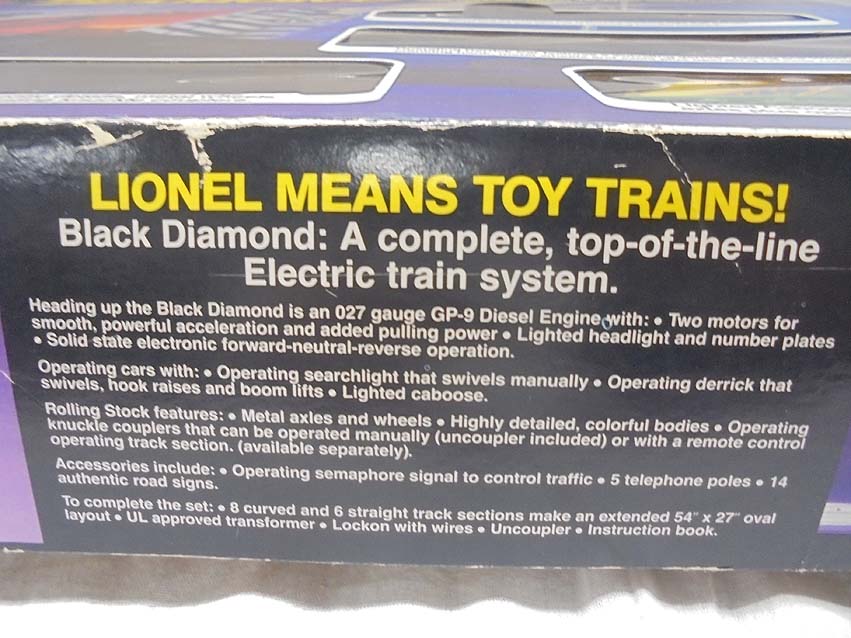 LIONEL MEANS TOY TRAINS!
Black Diamond: A complete, top-of-the-line
Electric train system.
Heading up the Black Diamond is an 027 gauge GP-9 Diesel Engine with: • Two motors for
smooth, powerful acceleration and added pulling power • Lighted headlight and number plates
• Solid state electronic forward-neutral-reverse operation.
Operating cars with: • Operating searchlight that swivels manually • Operating derrick that
swivels, hook raises and boom lifts • Lighted caboose.
Rolling Stock features: • Metal axles and wheels • Highly detailed, colorful bodies • Operating
knuckle couplers that can be operated manually (uncoupler included) or with a remote control
operating track section. (available separately).
Accessories include: • Operating semaphore signal to control traffic • 5 telephone poles • 14
authentic road signs.
To complete the set: • 8 curved and 6 straight track sections make an extended 54" x 27" oval
layout • UL approved transformer • Lockon with wires • Uncoupler • Instruction book.